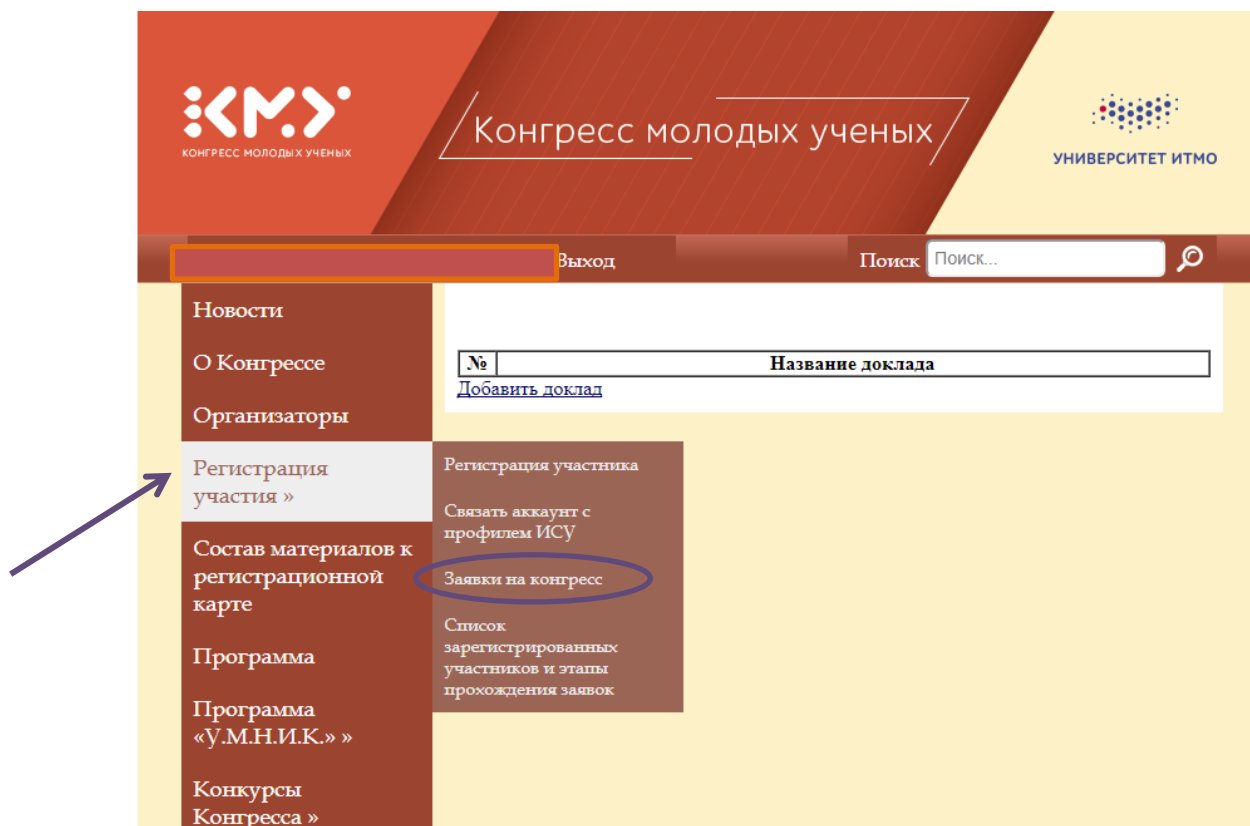 КМУ
КОНГРЕСС МОЛОДЫХ УЧЕНЫХ
Конгресс молодых ученых
УНИВЕРСИТЕТ ИТМО
Выход
Поиск
Поиск...
Новости
О Конгрессе
Организаторы
Регистрация
участия »
Состав материалов к
регистрационной
карте
Программа
Программа
«У.М.Н.И.К.» »
Конкурсы
Конгресса »
№ Название доклада
Добавить доклад
Регистрация участника
Связать аккаунт с
профилем ИСУ
Заявки на конгресс
Список
зарегистрированных
участников и этапы
прохождения заявок